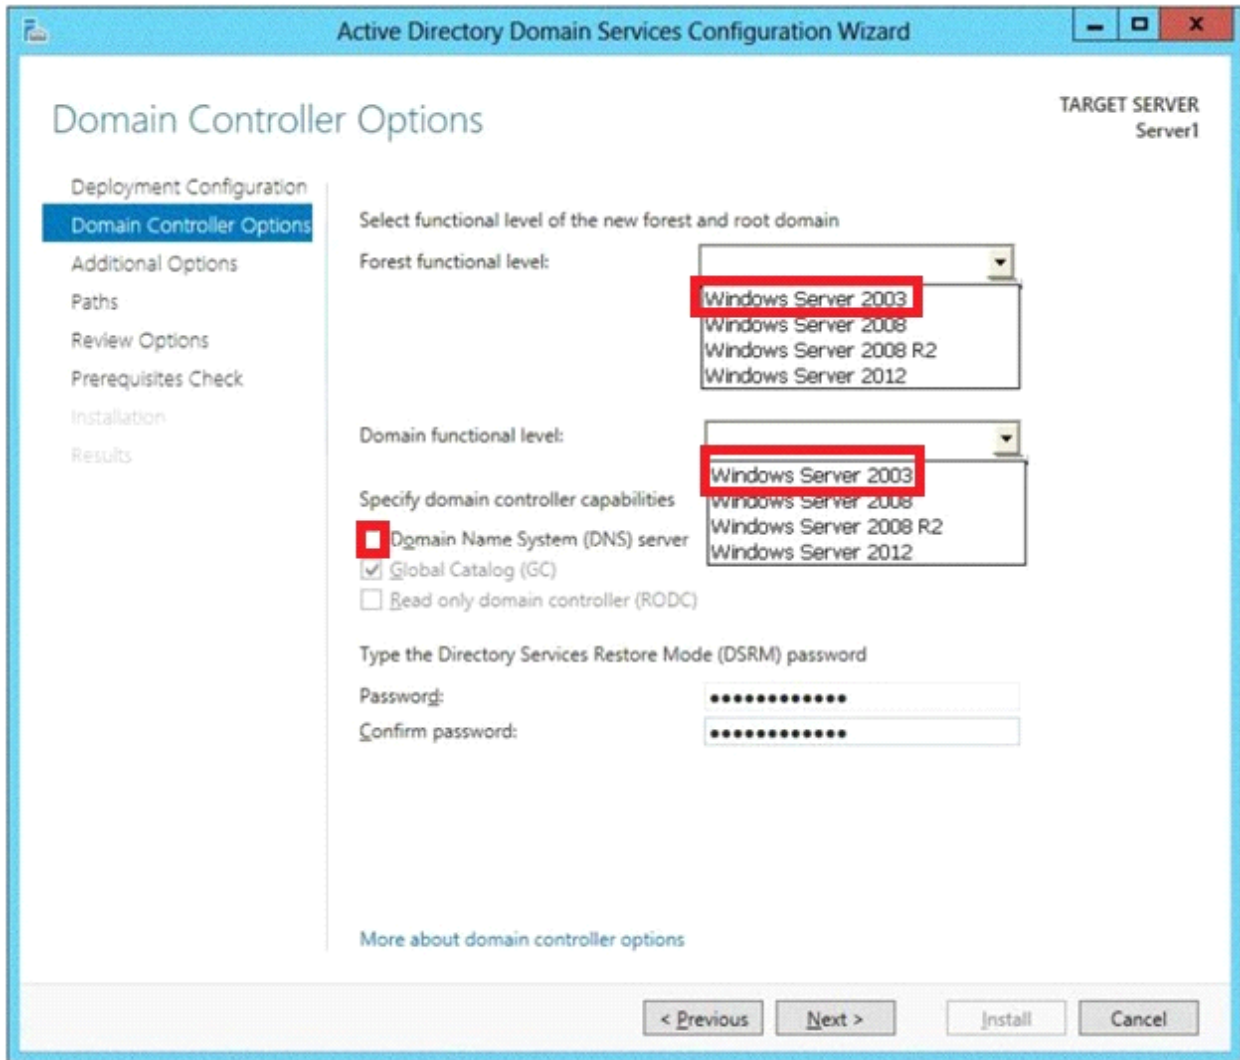 Active Directory Domain Services Configuration Wizard
Domain Controller Options
TARGET SERVER
Server1
Deployment Configuration
Domain Controller Options
Additional Options
Paths
Review Options
Prerequisites Check
Installation
Results
Select functional level of the new forest and root domain
Forest functional level:
Windows Server 2003
Windows Server 2008
Windows Server 2008 R2
Windows Server 2012
Domain functional level:
Windows Server 2003
Windows Server 2008
Windows Server 2008 R2
Windows Server 2012
Specify domain controller capabilities
Domain Name System (DNS) server
Global Catalog (GC)
Read only domain controller (RODC)
Type the Directory Services Restore Mode (DSRM) password
Password: ●●●●●●●●●●●●
Confirm password: ●●●●●●●●●●●●
More about domain controller options
< Previous Next > Install Cancel